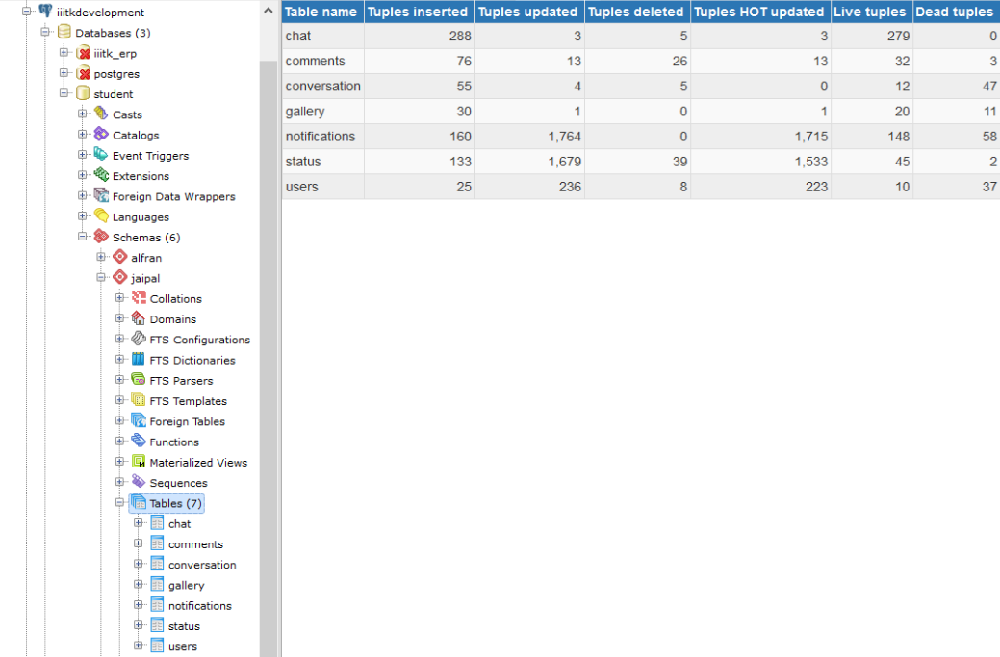 iiitkdevelopment
Databases (3)
iiitk_erp
postgres
student
Casts
Catalogs
Event Triggers
Extensions
Foreign Data Wrappers
Languages
Schemas (6)
alfran
jaipal
Collations
Domains
FTS Configurations
FTS Dictionaries
FTS Parsers
FTS Templates
Foreign Tables
Functions
Materialized Views
Sequences
Tables (7)
chat
comments
conversation
gallery
notifications
status
users
Table name Tuples inserted Tuples updated Tuples deleted Tuples HOT updated Live tuples Dead tuples
chat 288 3 5 3 279 0
comments 76 13 26 13 32 3
conversation 55 4 5 0 12 47
gallery 30 1 0 1 20 11
notifications 160 1,764 0 1,715 148 58
status 133 1,679 39 1,533 45 2
users 25 236 8 223 10 37